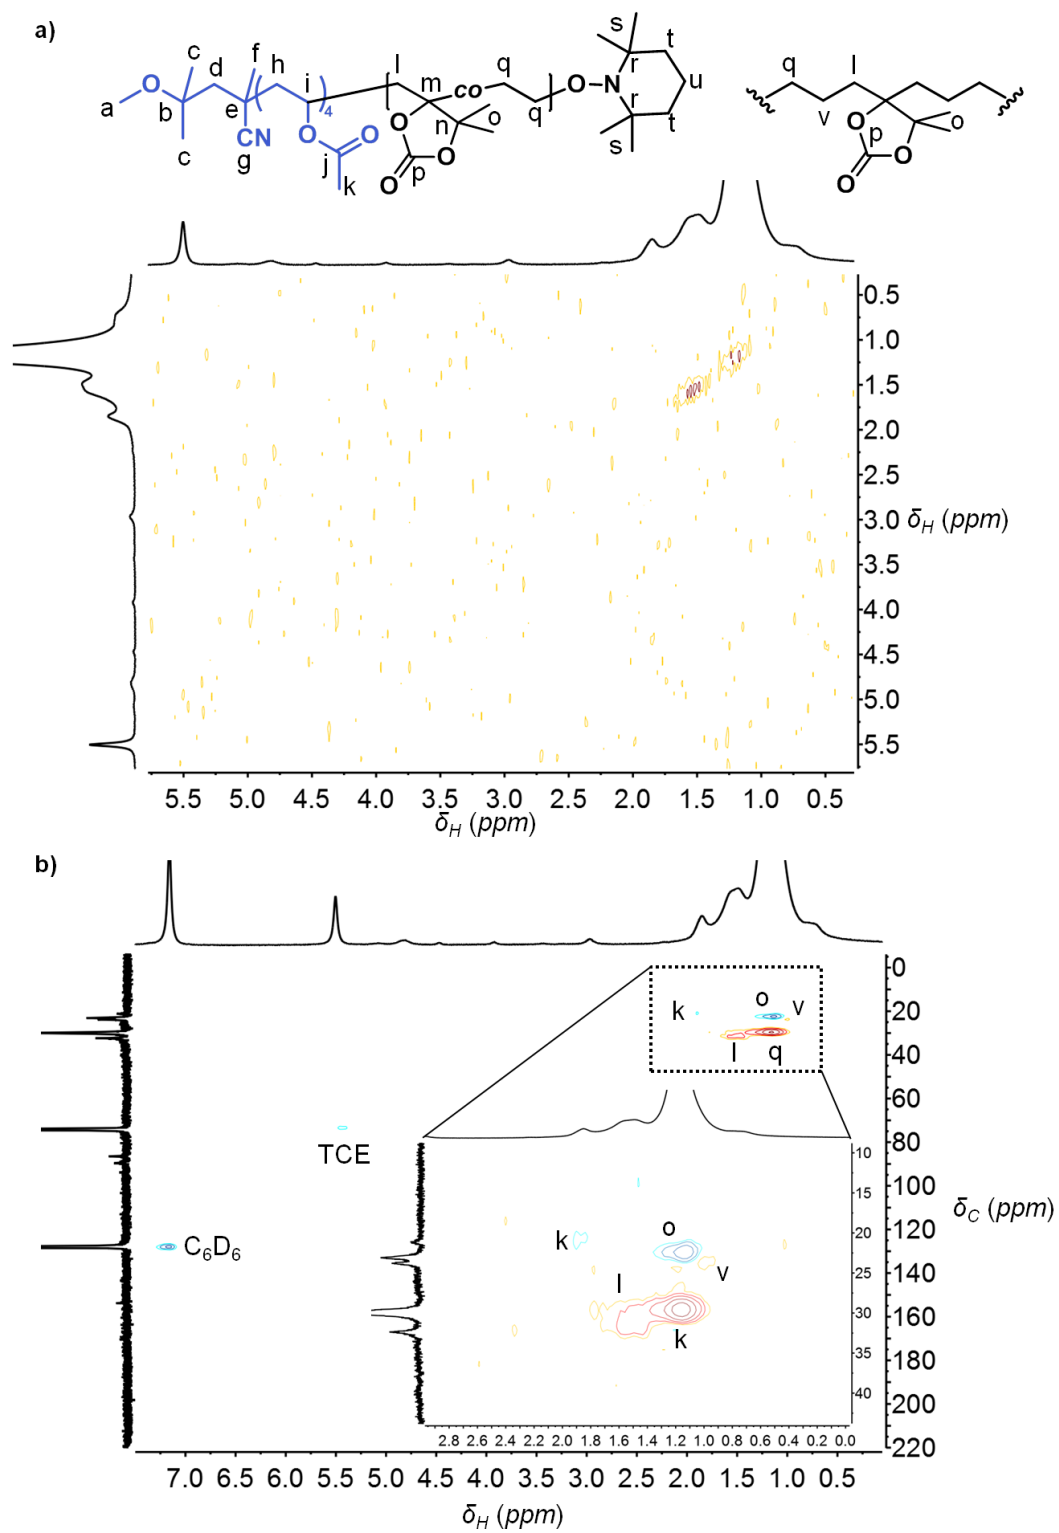 a)
c f h l s t
d i m co q r u
O O N
a b e 4 n o r t
CN O O q s
c g j O p O
k O
q l
v p o
O O
O
5.5 5.0 4.5 4.0 3.5 3.0 2.5 2.0 1.5 1.0 0.5
δH (ppm)
0.5
1.0
1.5
2.0
2.5
3.0
3.5
4.0
4.5
5.0
5.5
δH (ppm)
b)
k o v
l q
TCE
C6D6
k o
l v
k
10
15
20
25
30
35
40
2.8 2.6 2.4 2.2 2.0 1.8 1.6 1.4 1.2 1.0 0.8 0.6 0.4 0.2 0.0
0
20
40
60
80
100
120
140
160
180
200
220
δC (ppm)
7.0 6.5 6.0 5.5 5.0 4.5 4.0 3.5 3.0 2.5 2.0 1.5 1.0 0.5
δH (ppm)